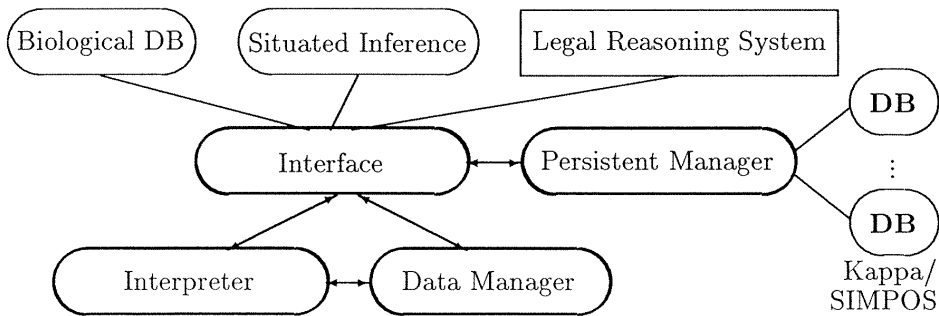 Biological DB
Situated Inference
Legal Reasoning System
DB
Interface
Persistent Manager
⋮
DB
Interpreter
Data Manager
Kappa/
SIMPOS